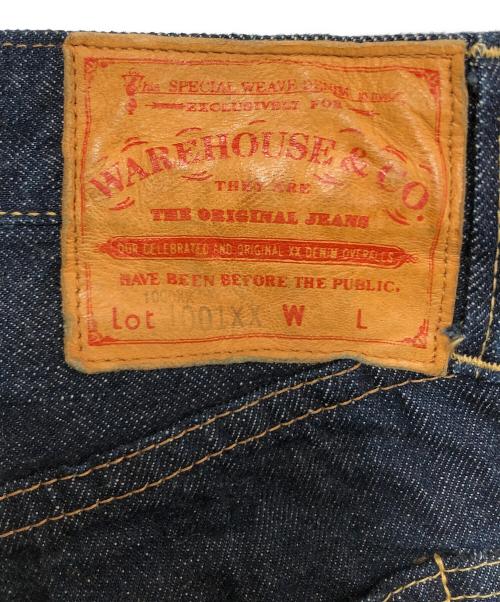 The SPECIAL WEAVE DENIM
EXCLUSIVELY FOR
WAREHOUSE & CO.
THEY ARE
THE ORIGINAL JEANS
OUR CELEBRATED AND ORIGINAL XX DENIM OVERALLS
HAVE BEEN BEFORE THE PUBLIC.
Lot 1001XX W L